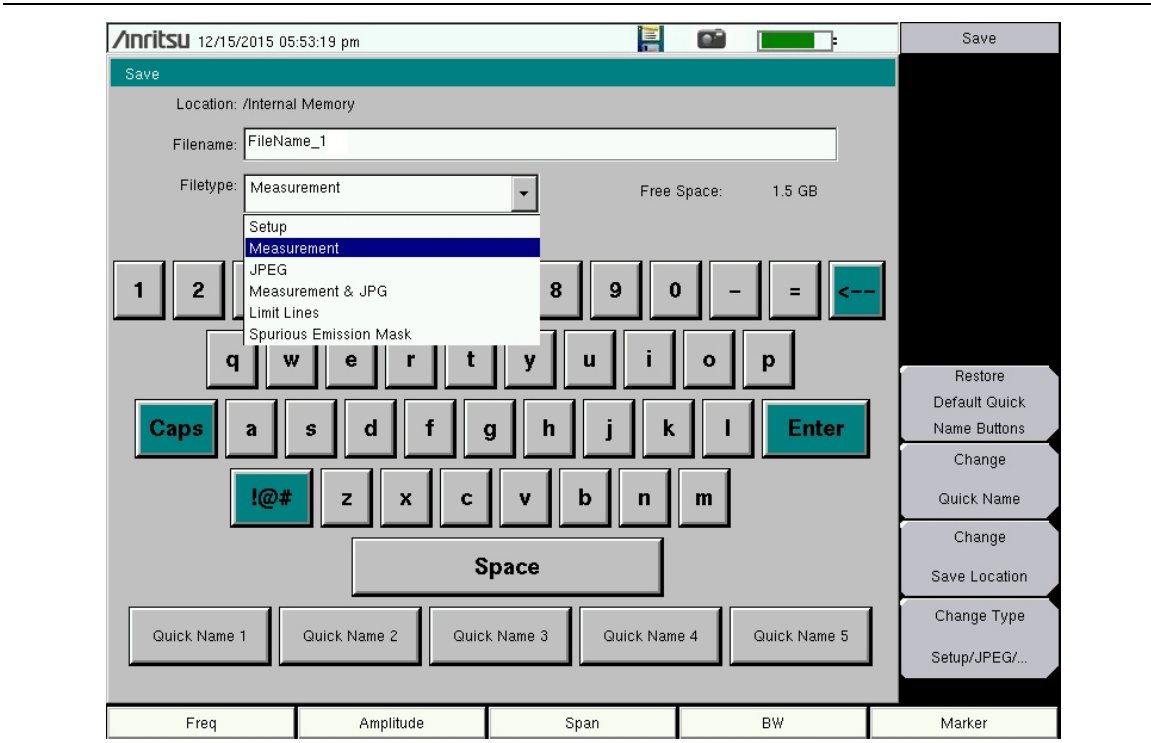 Anritsu 12/15/2015 05:53:19 pm
Save
Save
Location: /Internal Memory
Filename: FileName_1
Filetype: Measurement
Free Space: 1.5 GB
Setup
Measurement
JPEG
Measurement & JPG
Limit Lines
Spurious Emission Mask
1 2 8 9 0 – = <--
q w e r t y u i o p
Caps a s d f g h j k l Enter
!@# z x c v b n m
Space
Quick Name 1 Quick Name 2 Quick Name 3 Quick Name 4 Quick Name 5
Restore
Default Quick
Name Buttons
Change
Quick Name
Change
Save Location
Change Type
Setup/JPEG/...
Freq Amplitude Span BW Marker